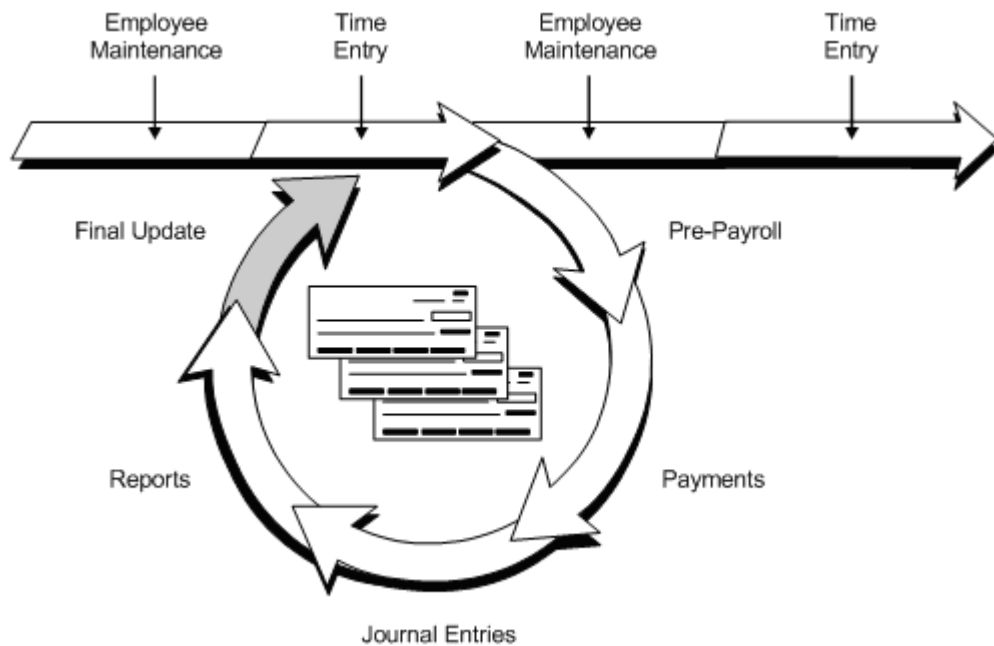 Employee
Maintenance
Time
Entry
Employee
Maintenance
Time
Entry
Final Update
Pre-Payroll
Reports
Payments
Journal Entries